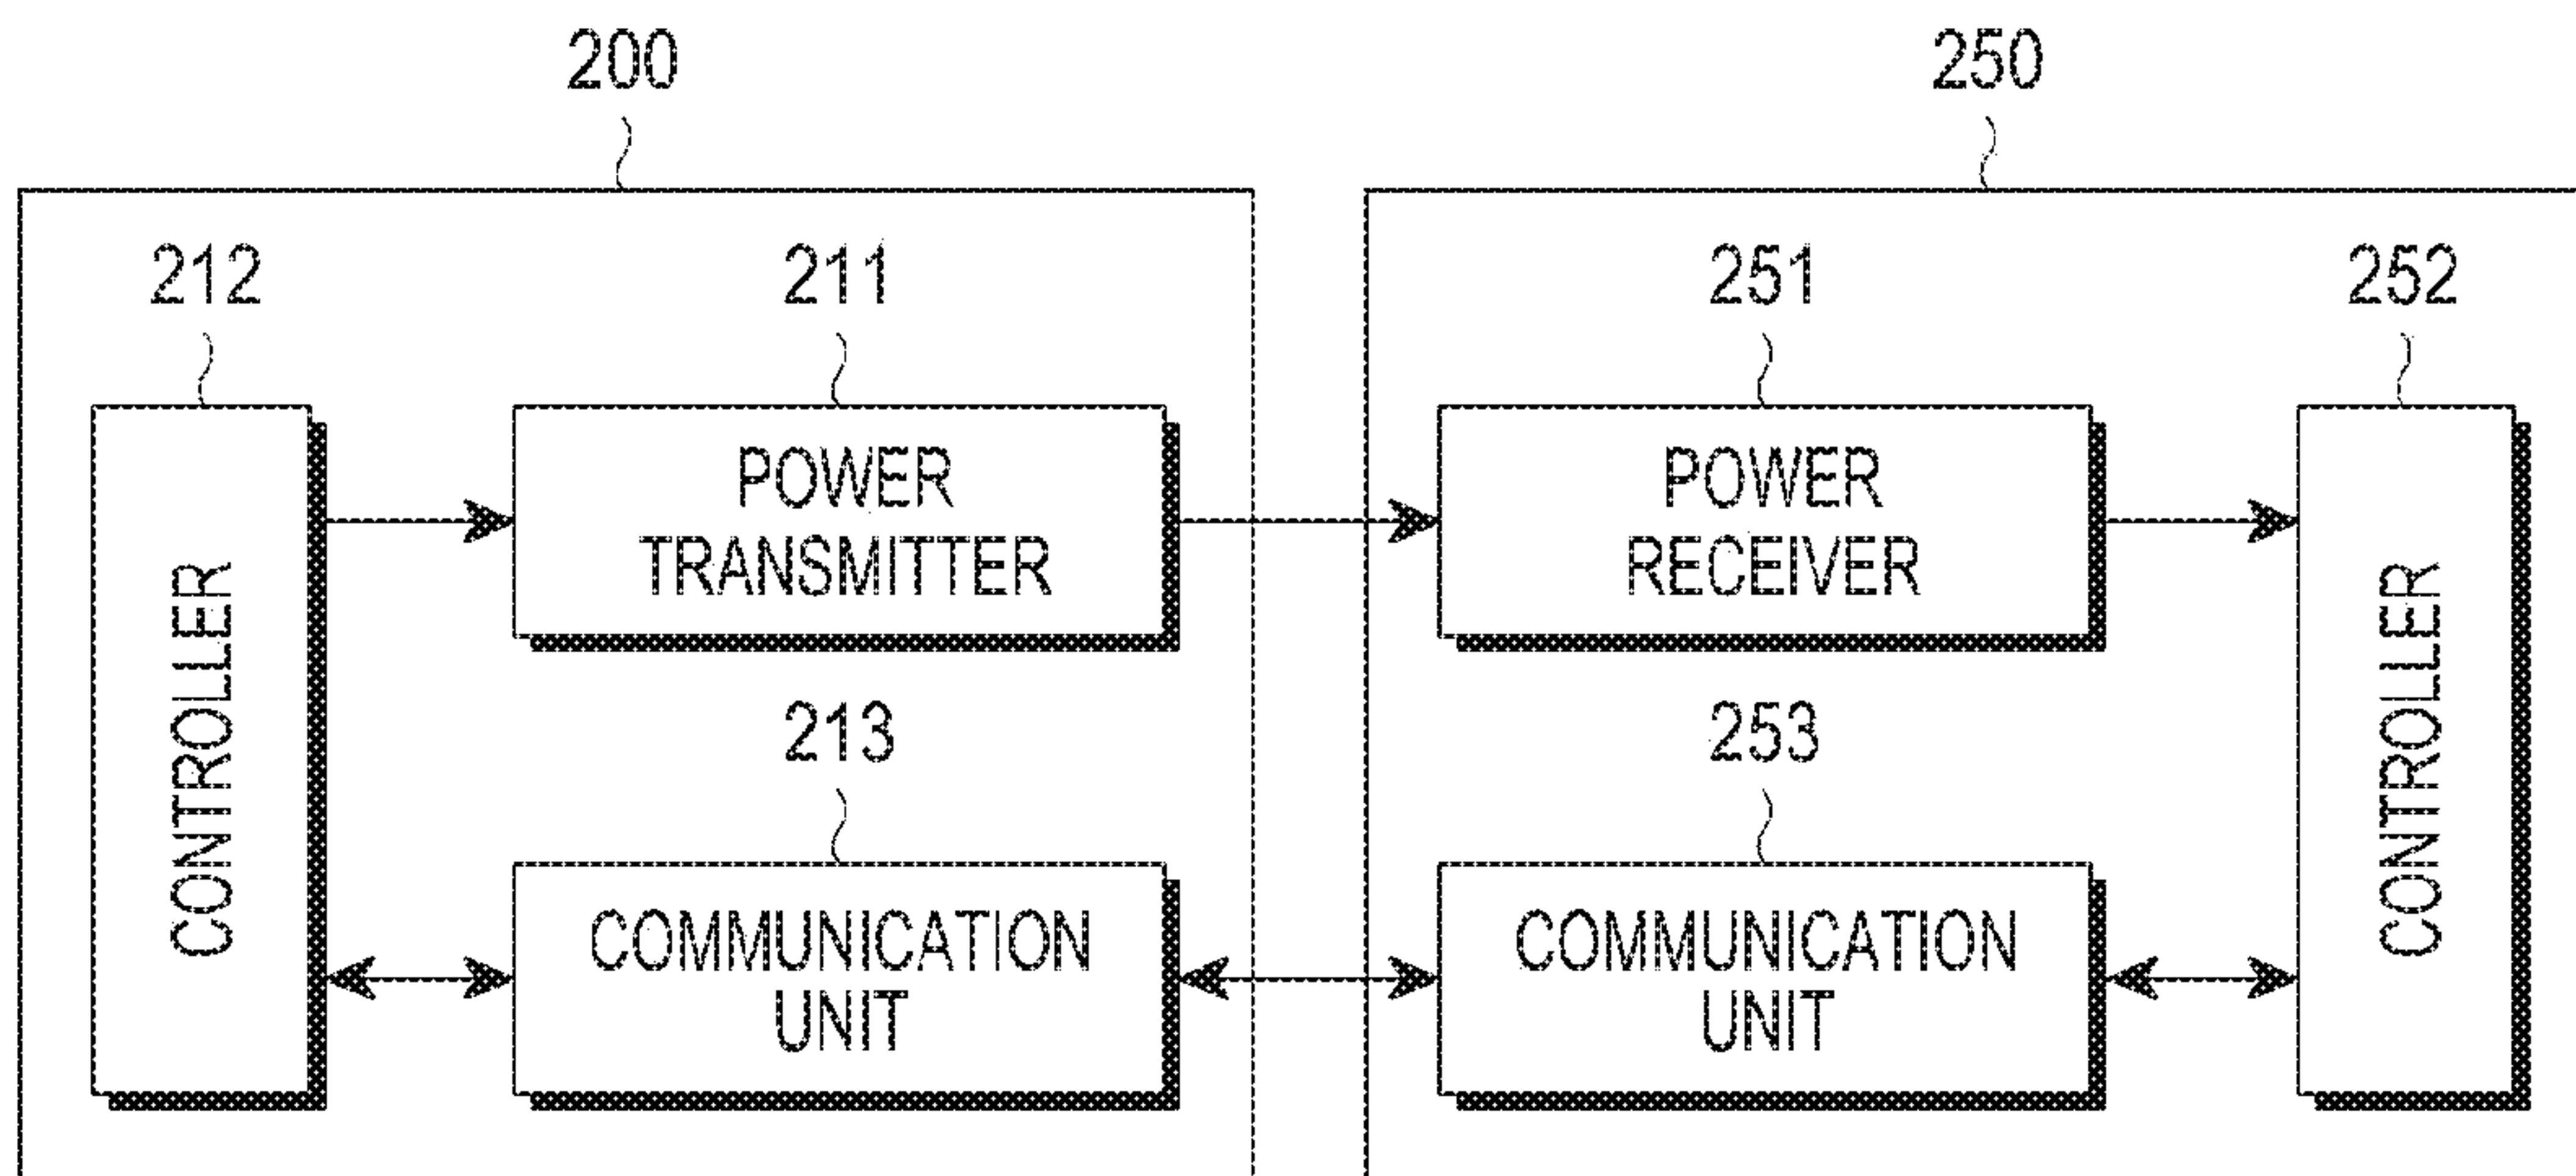 200
250
212
211
251
252
POWER
TRANSMITTER
POWER
RECEIVER
CONTROLLER
CONTROLLER
213
253
COMMUNICATION
UNIT
COMMUNICATION
UNIT